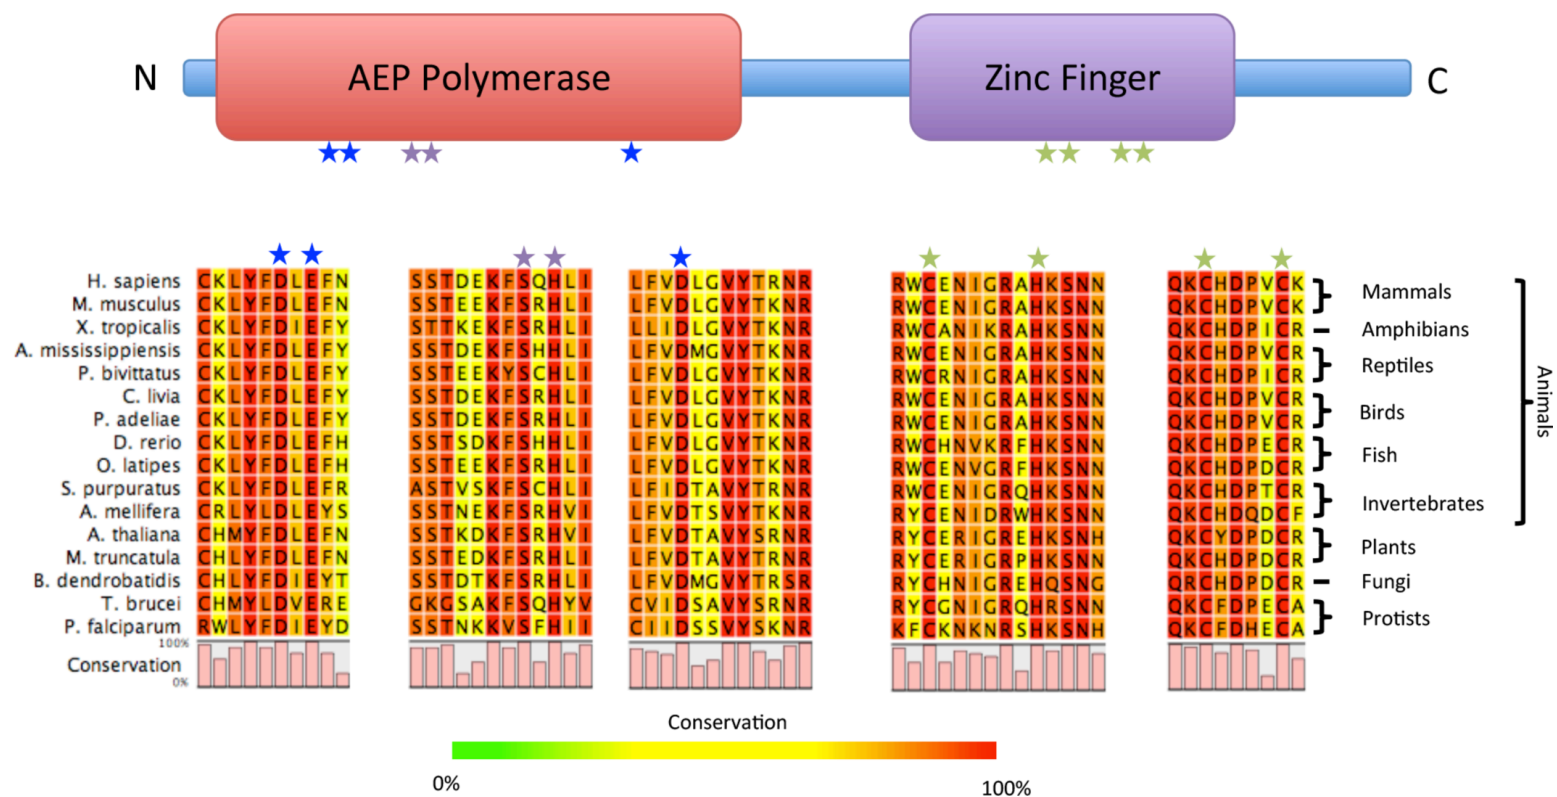 N AEP Polymerase Zinc Finger C
H. sapiens CKLYFDLEFN SSTDEKFSQHLI LFVDLGVYTRNR RWCENIGRAHKSNN QKCHDPVCK
M. musculus CKLYFDLEFN SSTEEKFSRHLI LFVDLGVYTKNR RWCENIGRAHKSNN QKCHDPVCK
Mammals
X. tropicalis CKLYFDIEFY STTKEKFSRHLI LLIDLGVYTKNR RWCANIKRAHKSNN QKCHDPICR Amphibians
A. mississippiensis CKLYFDLEFY SSTDEKFSHHLI LFVDMGVYTKNR RWCENIGRAHKSNN QKCHDPVCR
Reptiles
P. bivittatus CKLYFDLEFY SSTEEKYSCHLI LFVDLGVYTKNR RWCRNIGRAHKSNN QKCHDPICR
C. livia CKLYFDLEFY SSTDEKFSRHLI LFVDLGVYTKNR RWCANIGRAHKSNN QKCHDPVCR
Birds
P. adeliae CKLYFDLEFY SSTDEKFSRHLI LFVDLGVYTKNR RWCENIGRAHKSNN QKCHDPVCR
D. rerio CKLYFDLEFH SSTSDKFSHHLI LFVDLGVYTKNR RWCHNVKRFHKSNN QKCHDPECR
Fish
O. latipes CKLYFDLEFH SSTEEKFSRHLI LFVDLGVYTKNR RWCENVGRFHKSNN QKCHDPDCR
S. purpuratus CKLYFDLEFR ASTVSKFSCHLI LFIDTAVYTRNR RWCENIGRQHKSNN QKCHDPTCR
Invertebrates
A. mellifera CRLYLDLEYS SSTNEKFSRHVI LFVDTSVYTKNR RYCENIDRWHKSNN QKCHDQDCF
Animals
A. thaliana CHMYFDLEFN SSTKDKFSRHVI LFVDTAVYSRNR RYCERIGREHKSNH QKCYDPDCR
Plants
M. truncatula CHLYFDLEFN SSTEDKFSRHLI LFVDTAVYTRNR RYCERIGRPHKSNN QKCHDPDCR
B. dendrobatidis CHLYFDIEYT SSTDTKFSRHLI LFVDMGVYTRSR RYCHNIGREHQSNG QRCHDPDCR Fungi
T. brucei CHMYLDVERE GKGSAKFSQHYV CVIDSAVYSRNR RYCGNIGRQHRSNN QKCFDPECA
Protists
P. falciparum RWLYFDIEYD SSTNKKVSFHII CIIDSSVYSKNR KFCKNKNRSHKSNH QKCFDHECA
100%
Conservation
0%
Conservation
0% 100%